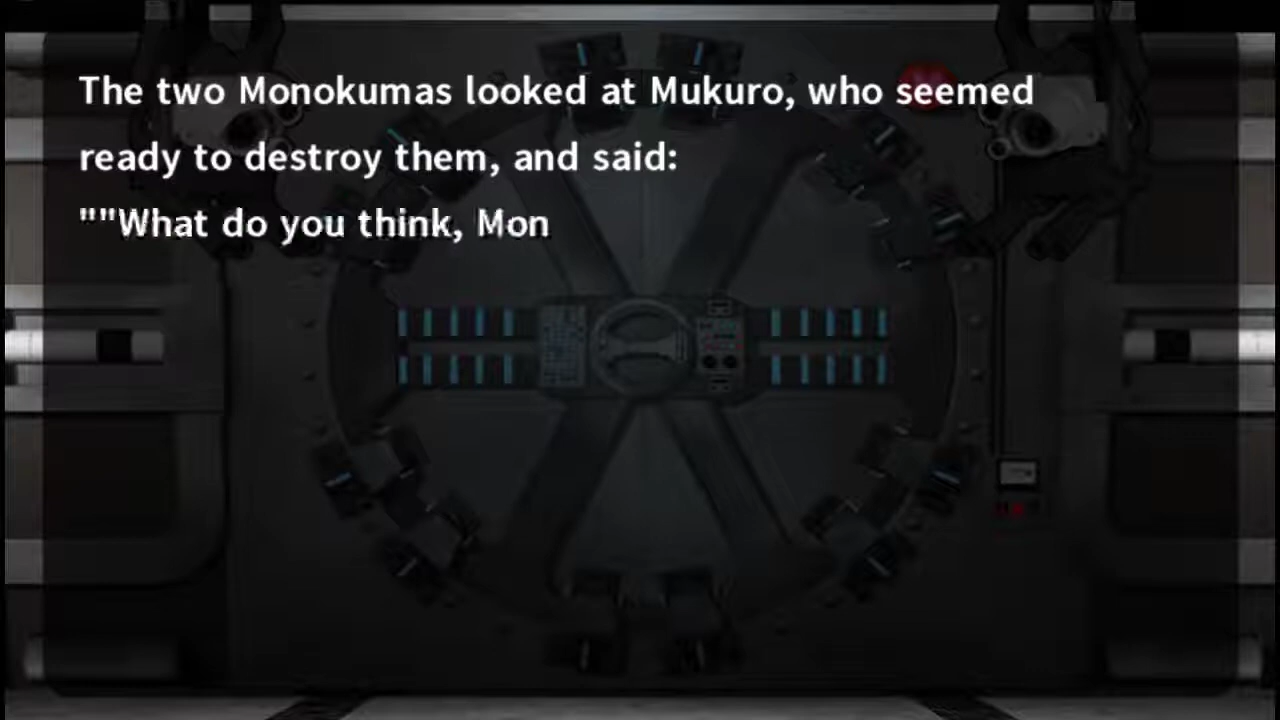 The two Monokumas looked at Mukuro, who seemed
ready to destroy them, and said:
""What do you think, Mon